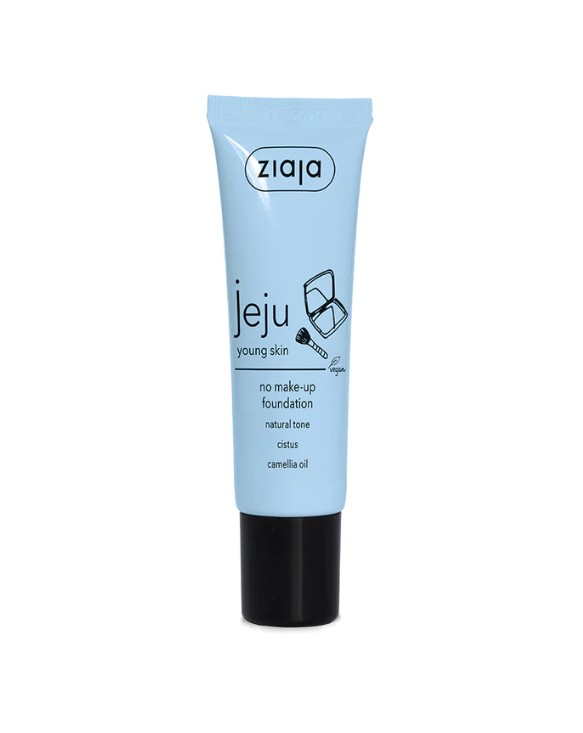 ziaja
jeju
young skin
vegan
no make-up
foundation
natural tone
cistus
camellia oil